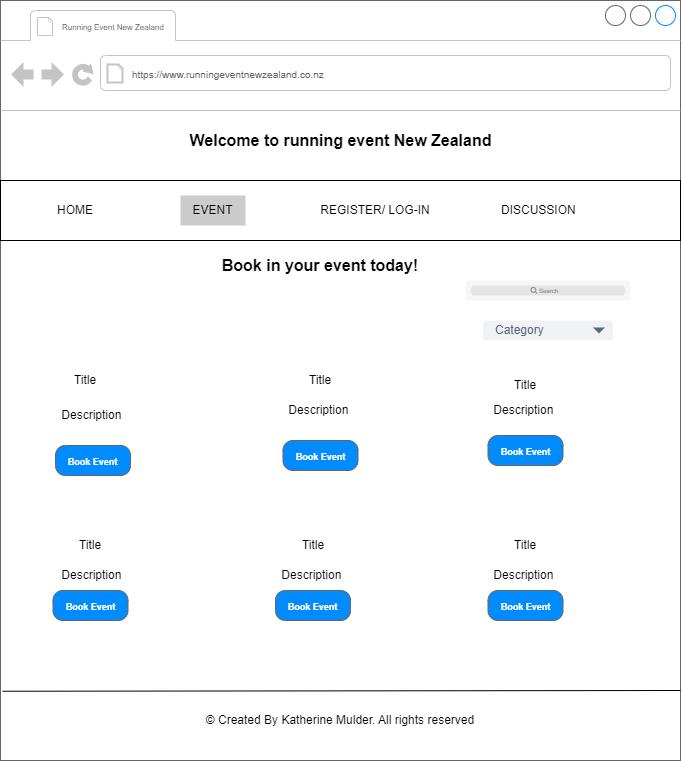 Running Event New Zealand
https://www.runningeventnewzealand.co.nz
Welcome to running event New Zealand
HOME EVENT REGISTER/ LOG-IN DISCUSSION
Book in your event today!
Search
Category
Title Title Title
Description Description Description
Book Event Book Event Book Event
Title Title Title
Description Description Description
Book Event Book Event Book Event
© Created By Katherine Mulder. All rights reserved